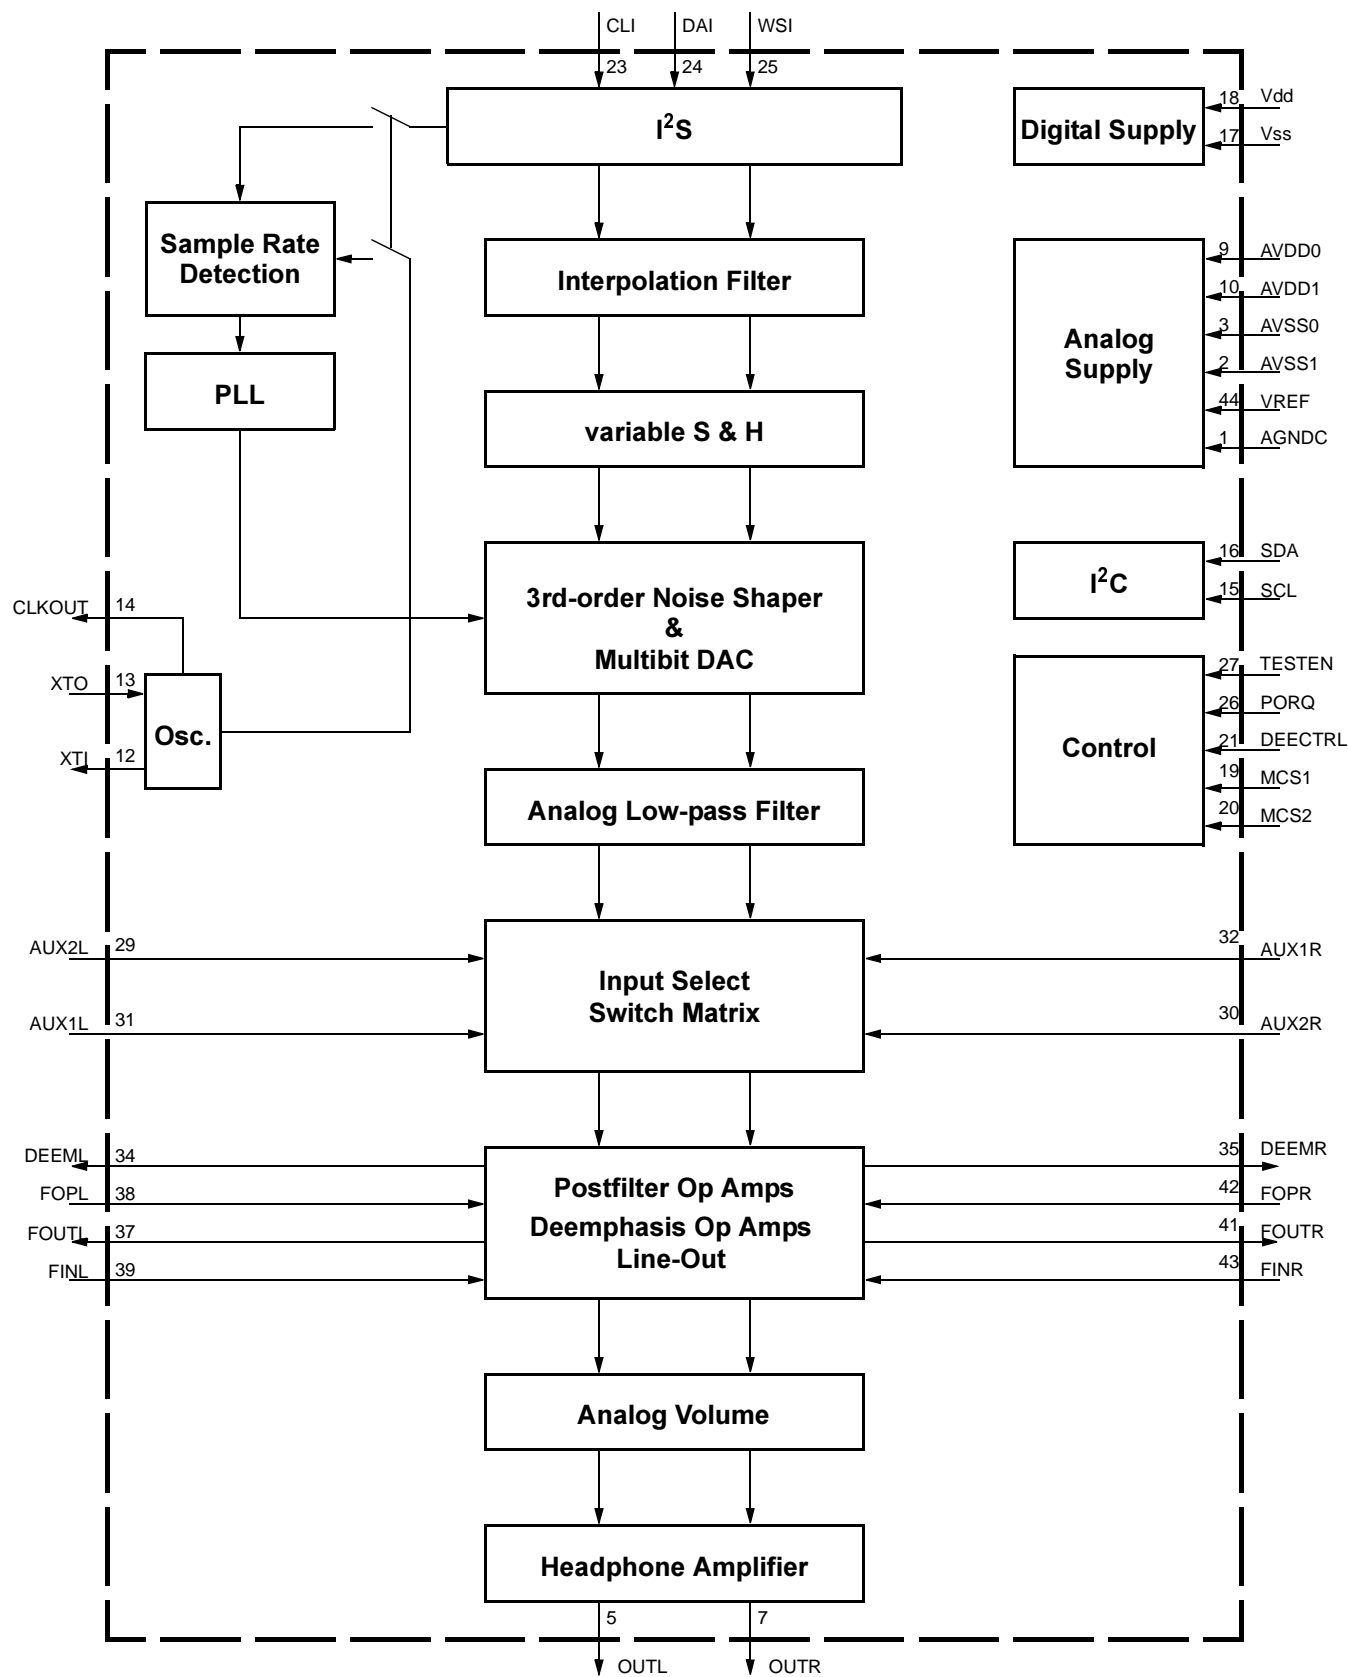 CLI DAI WSI
23 24 25
I²S
Digital Supply
18 Vdd
17 Vss
Sample Rate
Detection
Interpolation Filter
Analog
Supply
9 AVDD0
10 AVDD1
3 AVSS0
2 AVSS1
44 VREF
1 AGNDC
PLL
variable S & H
3rd-order Noise Shaper
&
Multibit DAC
I²C
16 SDA
15 SCL
CLKOUT 14
XTO 13
XTI 12
Osc.
Control
27 TESTEN
26 PORQ
21 DEECTRL
19 MCS1
20 MCS2
Analog Low-pass Filter
AUX2L 29
AUX1L 31
Input Select
Switch Matrix
32 AUX1R
30 AUX2R
DEEML 34
FOPL 38
FOUTL 37
FINL 39
Postfilter Op Amps
Deemphasis Op Amps
Line-Out
35 DEEMR
42 FOPR
41 FOUTR
43 FINR
Analog Volume
Headphone Amplifier
5 7
OUTL OUTR